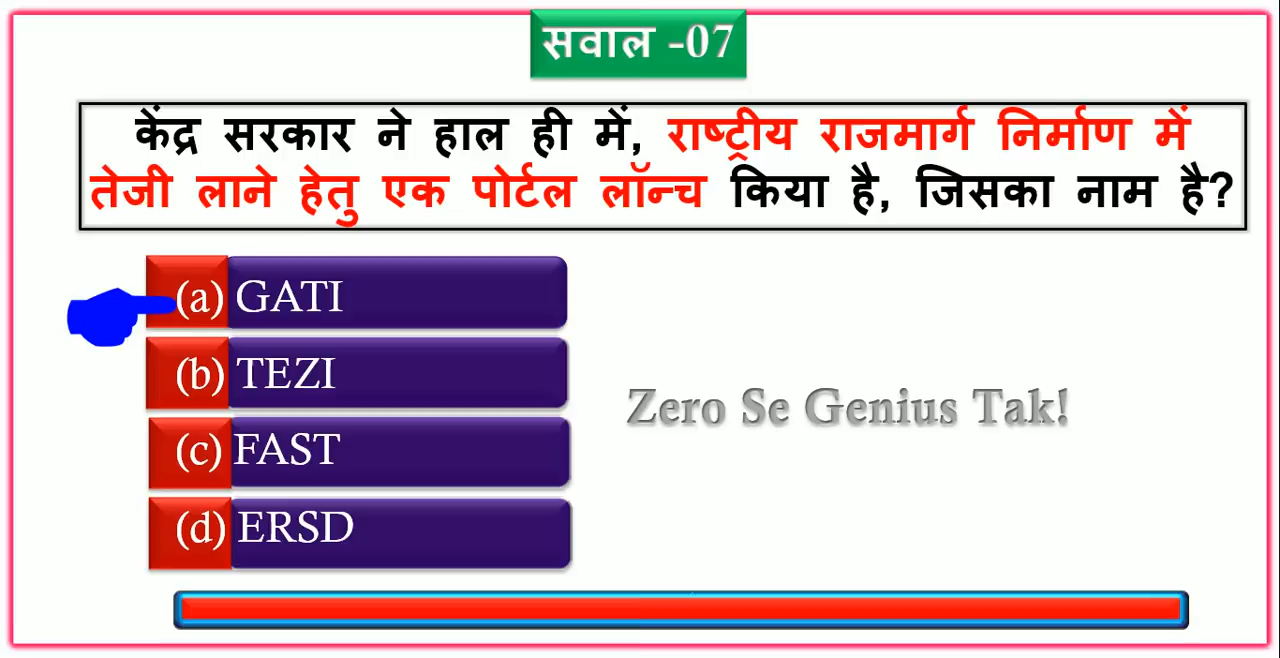 सवाल -07
केंद्र सरकार ने हाल ही में, राष्ट्रीय राजमार्ग निर्माण में
तेजी लाने हेतु एक पोर्टल लॉन्च किया है, जिसका नाम है?
(a) GATI
(b) TEZI
(c) FAST
(d) ERSD
Zero Se Genius Tak!